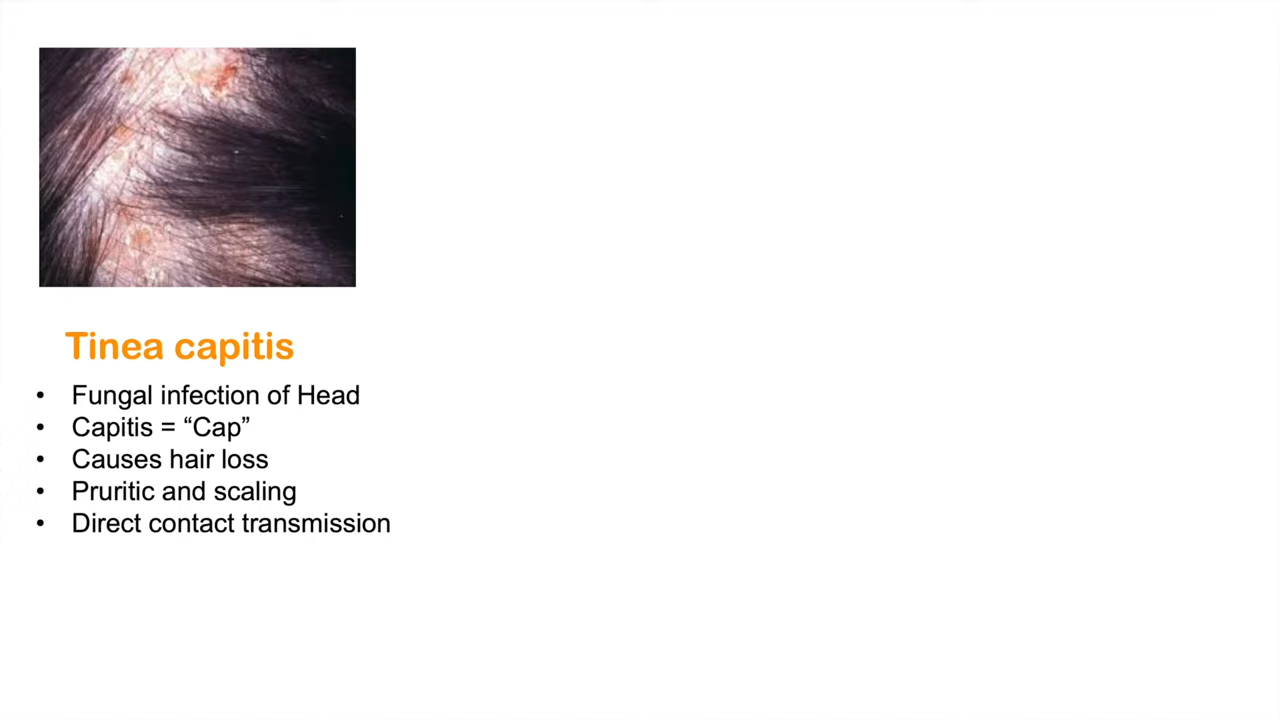 Tinea capitis
• Fungal infection of Head
• Capitis = “Cap”
• Causes hair loss
• Pruritic and scaling
• Direct contact transmission